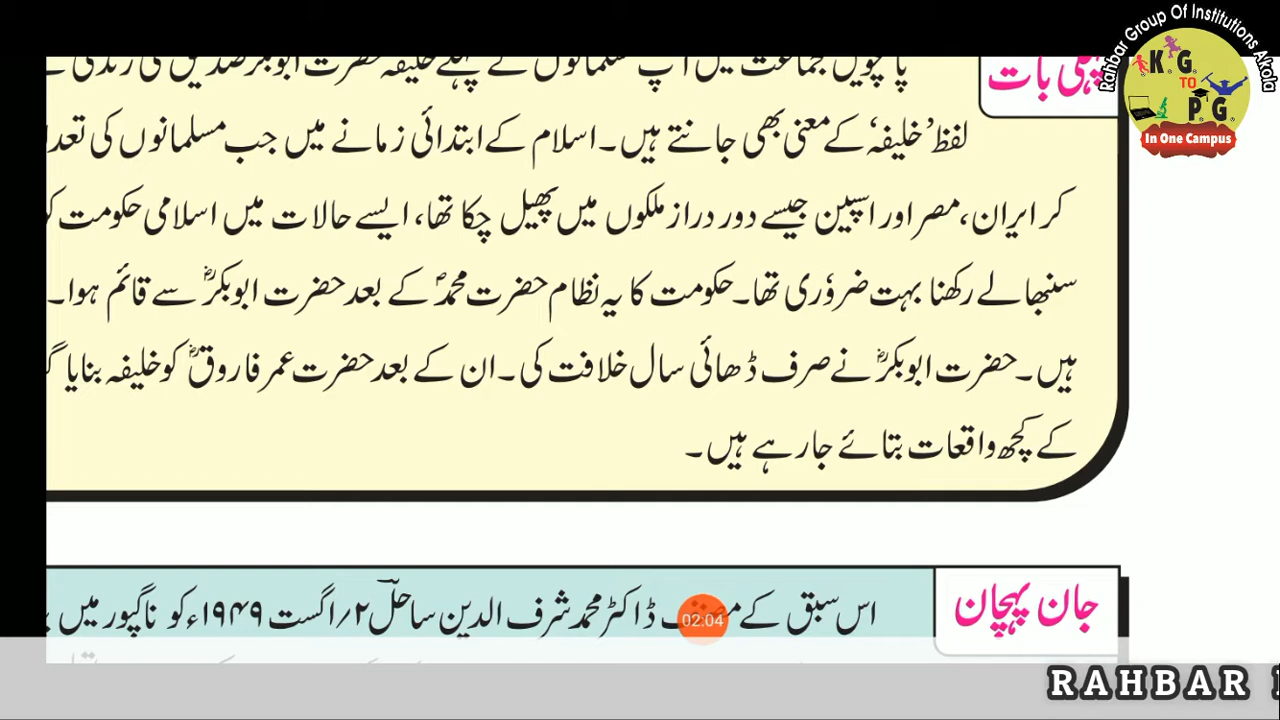 پہلی بات
پانچویں جماعت میں آپ مسلمانوں کے پہلے خلیفہ حضرت ابوبکر صدیقؓ کی زندگی کے
لفظ ’خلیفہ‘ کے معنی بھی جانتے ہیں۔ اسلام کے ابتدائی زمانے میں جب مسلمانوں کی
کر ایران، مصر اور اسپین جیسے دور دراز ملکوں میں پھیل چکا تھا، ایسے حالات میں اسلامی حکومت
سنبھالے رکھنا بہت ضروری تھا۔ حکومت کا یہ نظام حضرت محمدؐ کے بعد حضرت ابوبکرؓ سے قائم ہوا۔
ہیں۔ حضرت ابوبکرؓ نے صرف ڈھائی سال خلافت کی۔ ان کے بعد حضرت عمر فاروقؓ کو خلیفہ بنایا
کے کچھ واقعات بتائے جا رہے ہیں۔
جان پہچان
اس سبق کے ڈاکٹر محمد شرف الدین ساحلؔ ۲؍اگست ۱۹۴۹ء کو ناگپور میں
02:04
Rahbar Group Of Institutions Akola
K.G. TO P.G.
In One Campus
RAHBAR